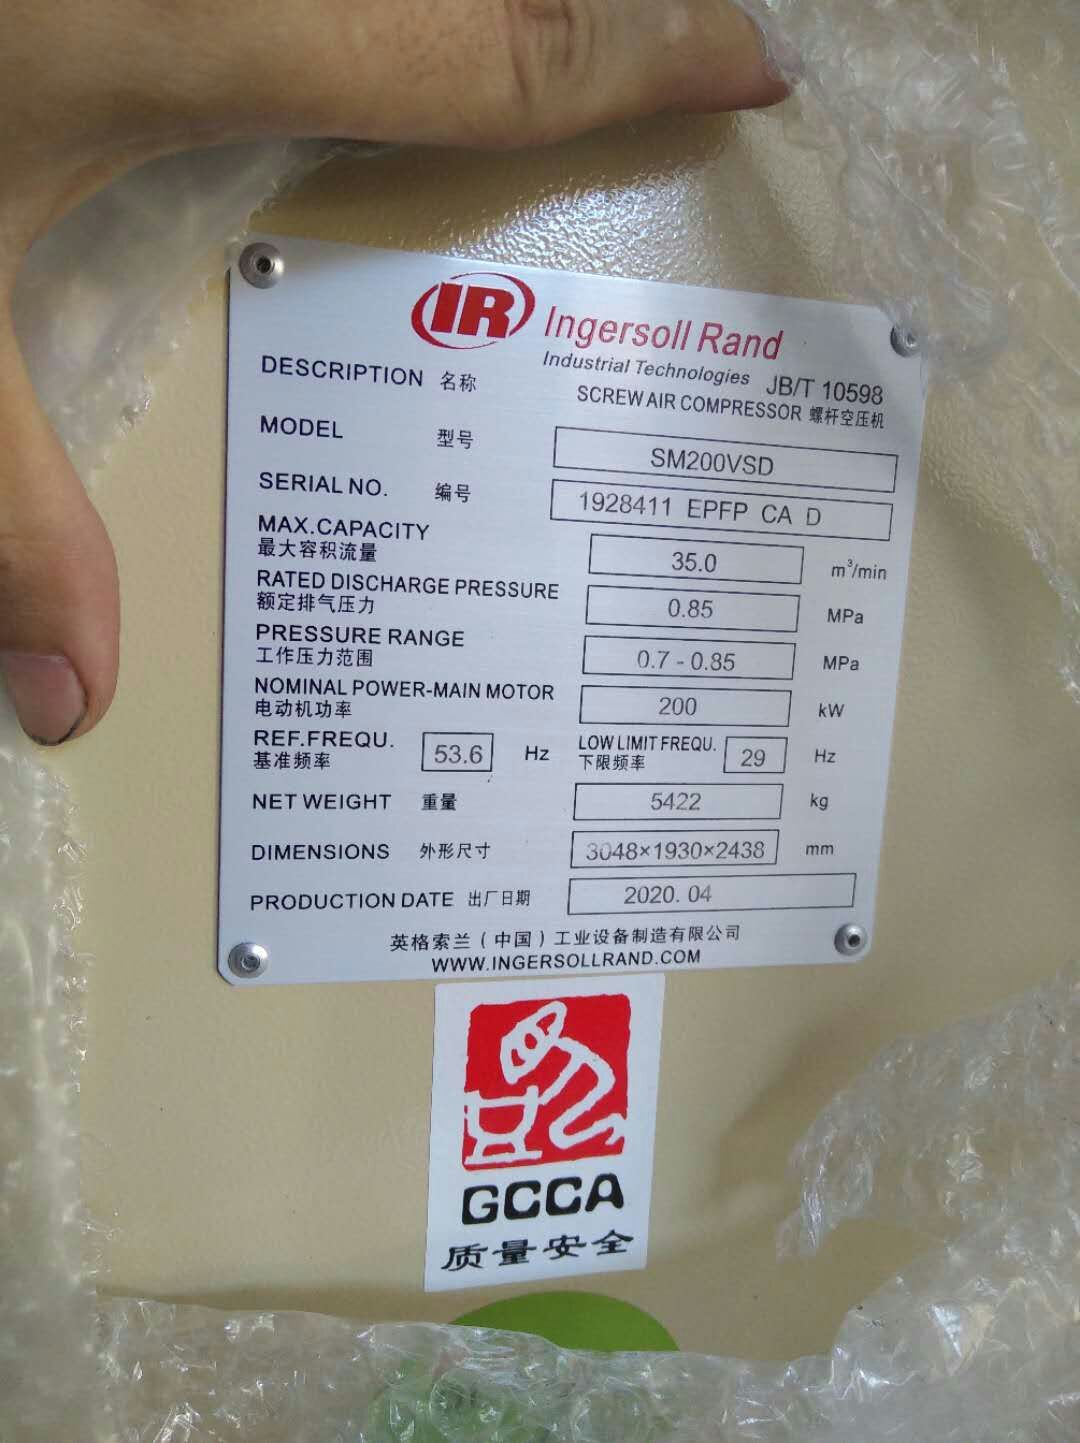 IR Ingersoll Rand
Industrial Technologies JB/T 10598
DESCRIPTION 名称 SCREW AIR COMPRESSOR 螺杆空压机
MODEL 型号 SM200VSD
SERIAL NO. 编号 1928411 EPFP CA D
MAX.CAPACITY
最大容积流量 35.0 m³/min
RATED DISCHARGE PRESSURE
额定排气压力 0.85 MPa
PRESSURE RANGE
工作压力范围 0.7 - 0.85 MPa
NOMINAL POWER-MAIN MOTOR
电动机功率 200 kW
REF.FREQU. 53.6 Hz LOW LIMIT FREQU. 29 Hz
基准频率 下限频率
NET WEIGHT 重量 5422 kg
DIMENSIONS 外形尺寸 3048×1930×2438 mm
PRODUCTION DATE 出厂日期 2020. 04
英格索兰（中国）工业设备制造有限公司
WWW.INGERSOLLRAND.COM
GCCA
质量安全